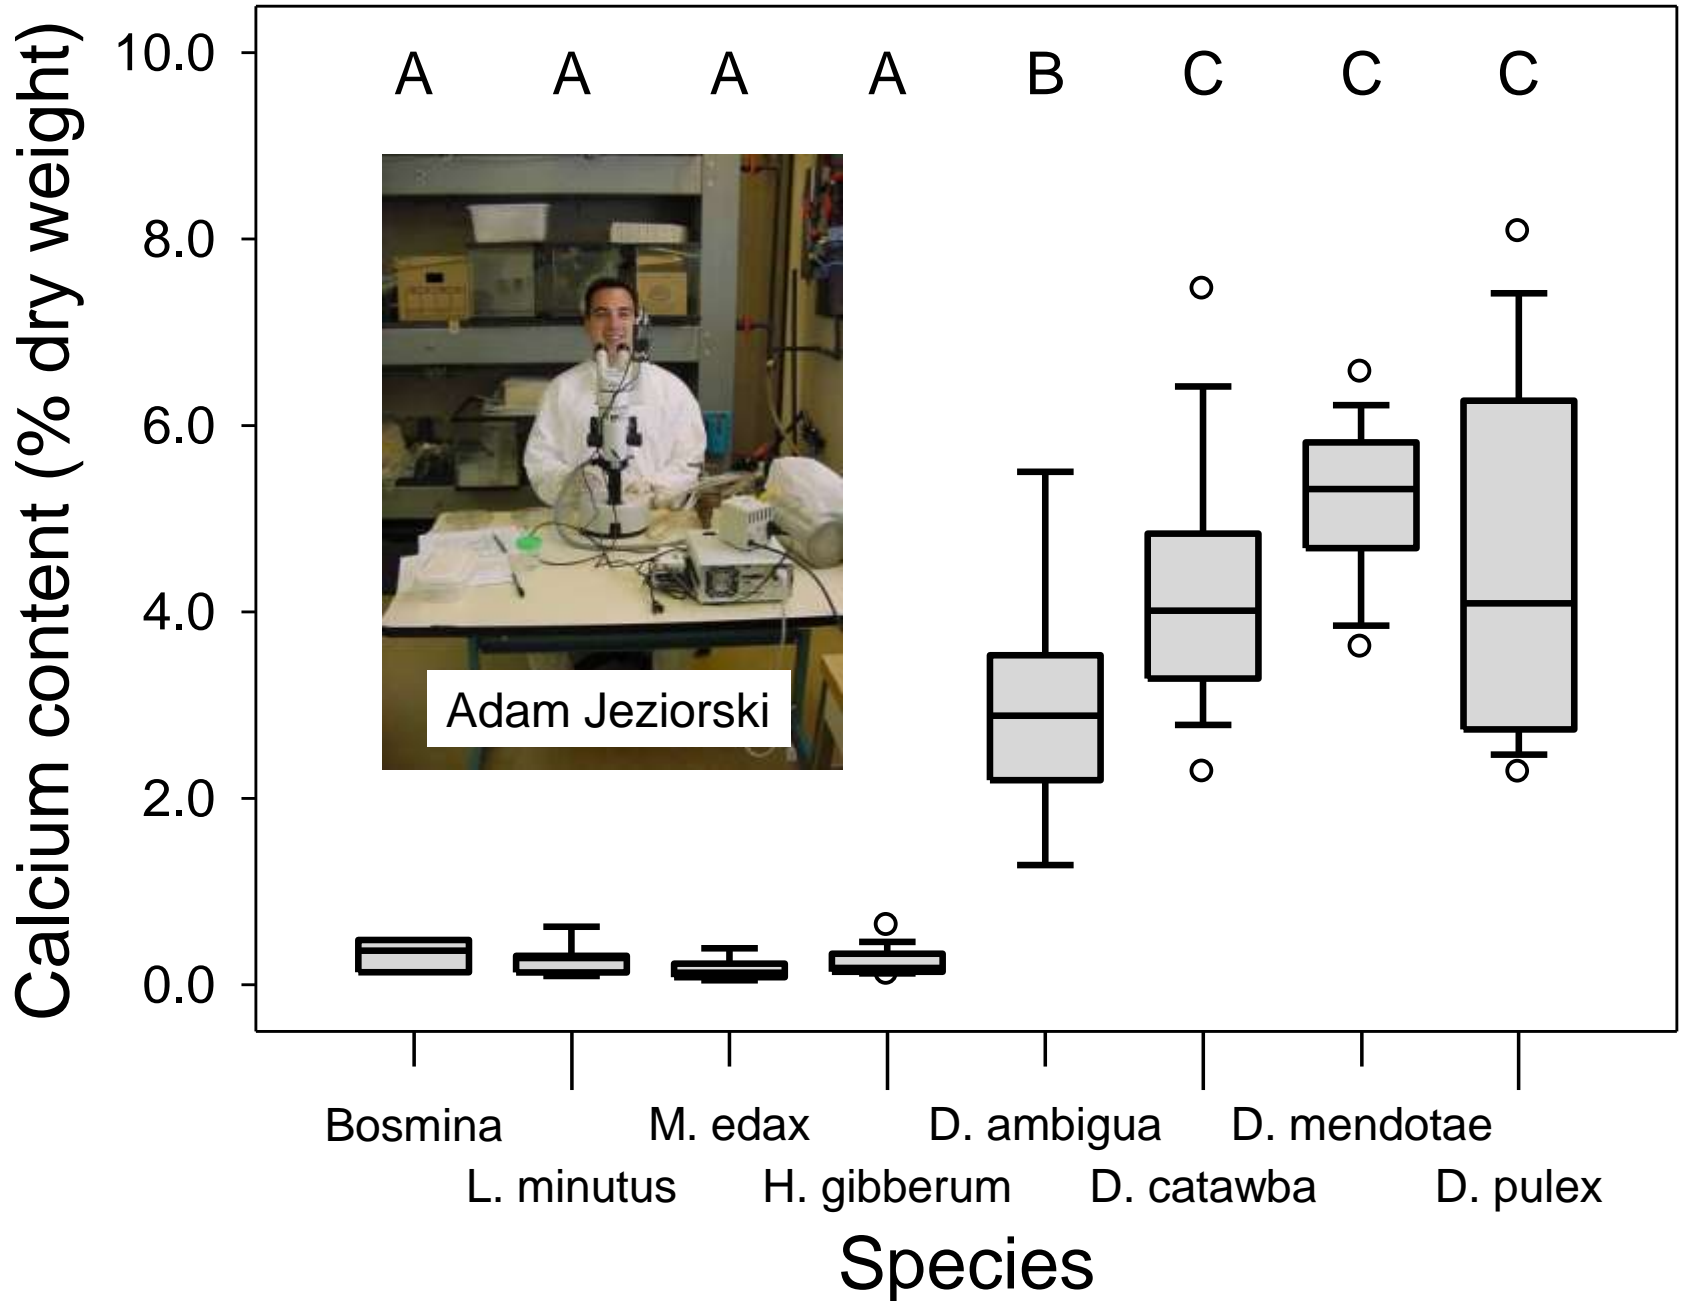 Calcium content (% dry weight)
10.0
8.0
6.0
4.0
2.0
0.0
A A A A B C C C
Adam Jeziorski
Bosmina M. edax D. ambigua D. mendotae
L. minutus H. gibberum D. catawba D. pulex
Species